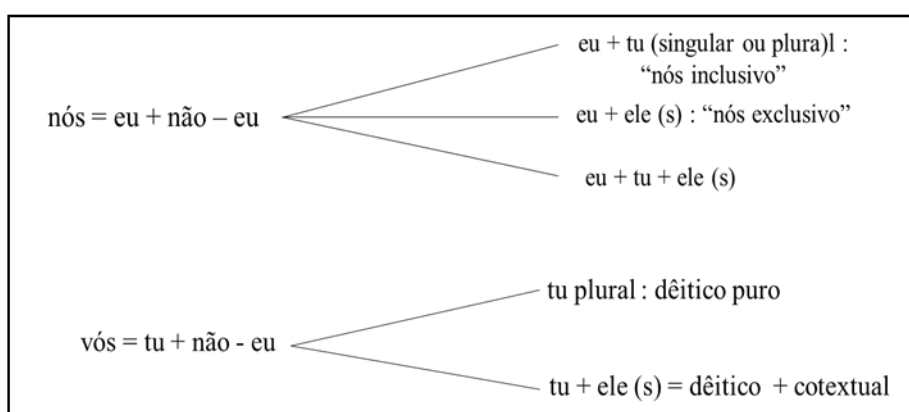 eu + tu (singular ou plura)l :
“nós inclusivo”
nós = eu + não – eu
eu + ele (s) : “nós exclusivo”
eu + tu + ele (s)
tu plural : dêitico puro
vós = tu + não - eu
tu + ele (s) = dêitico + cotextual